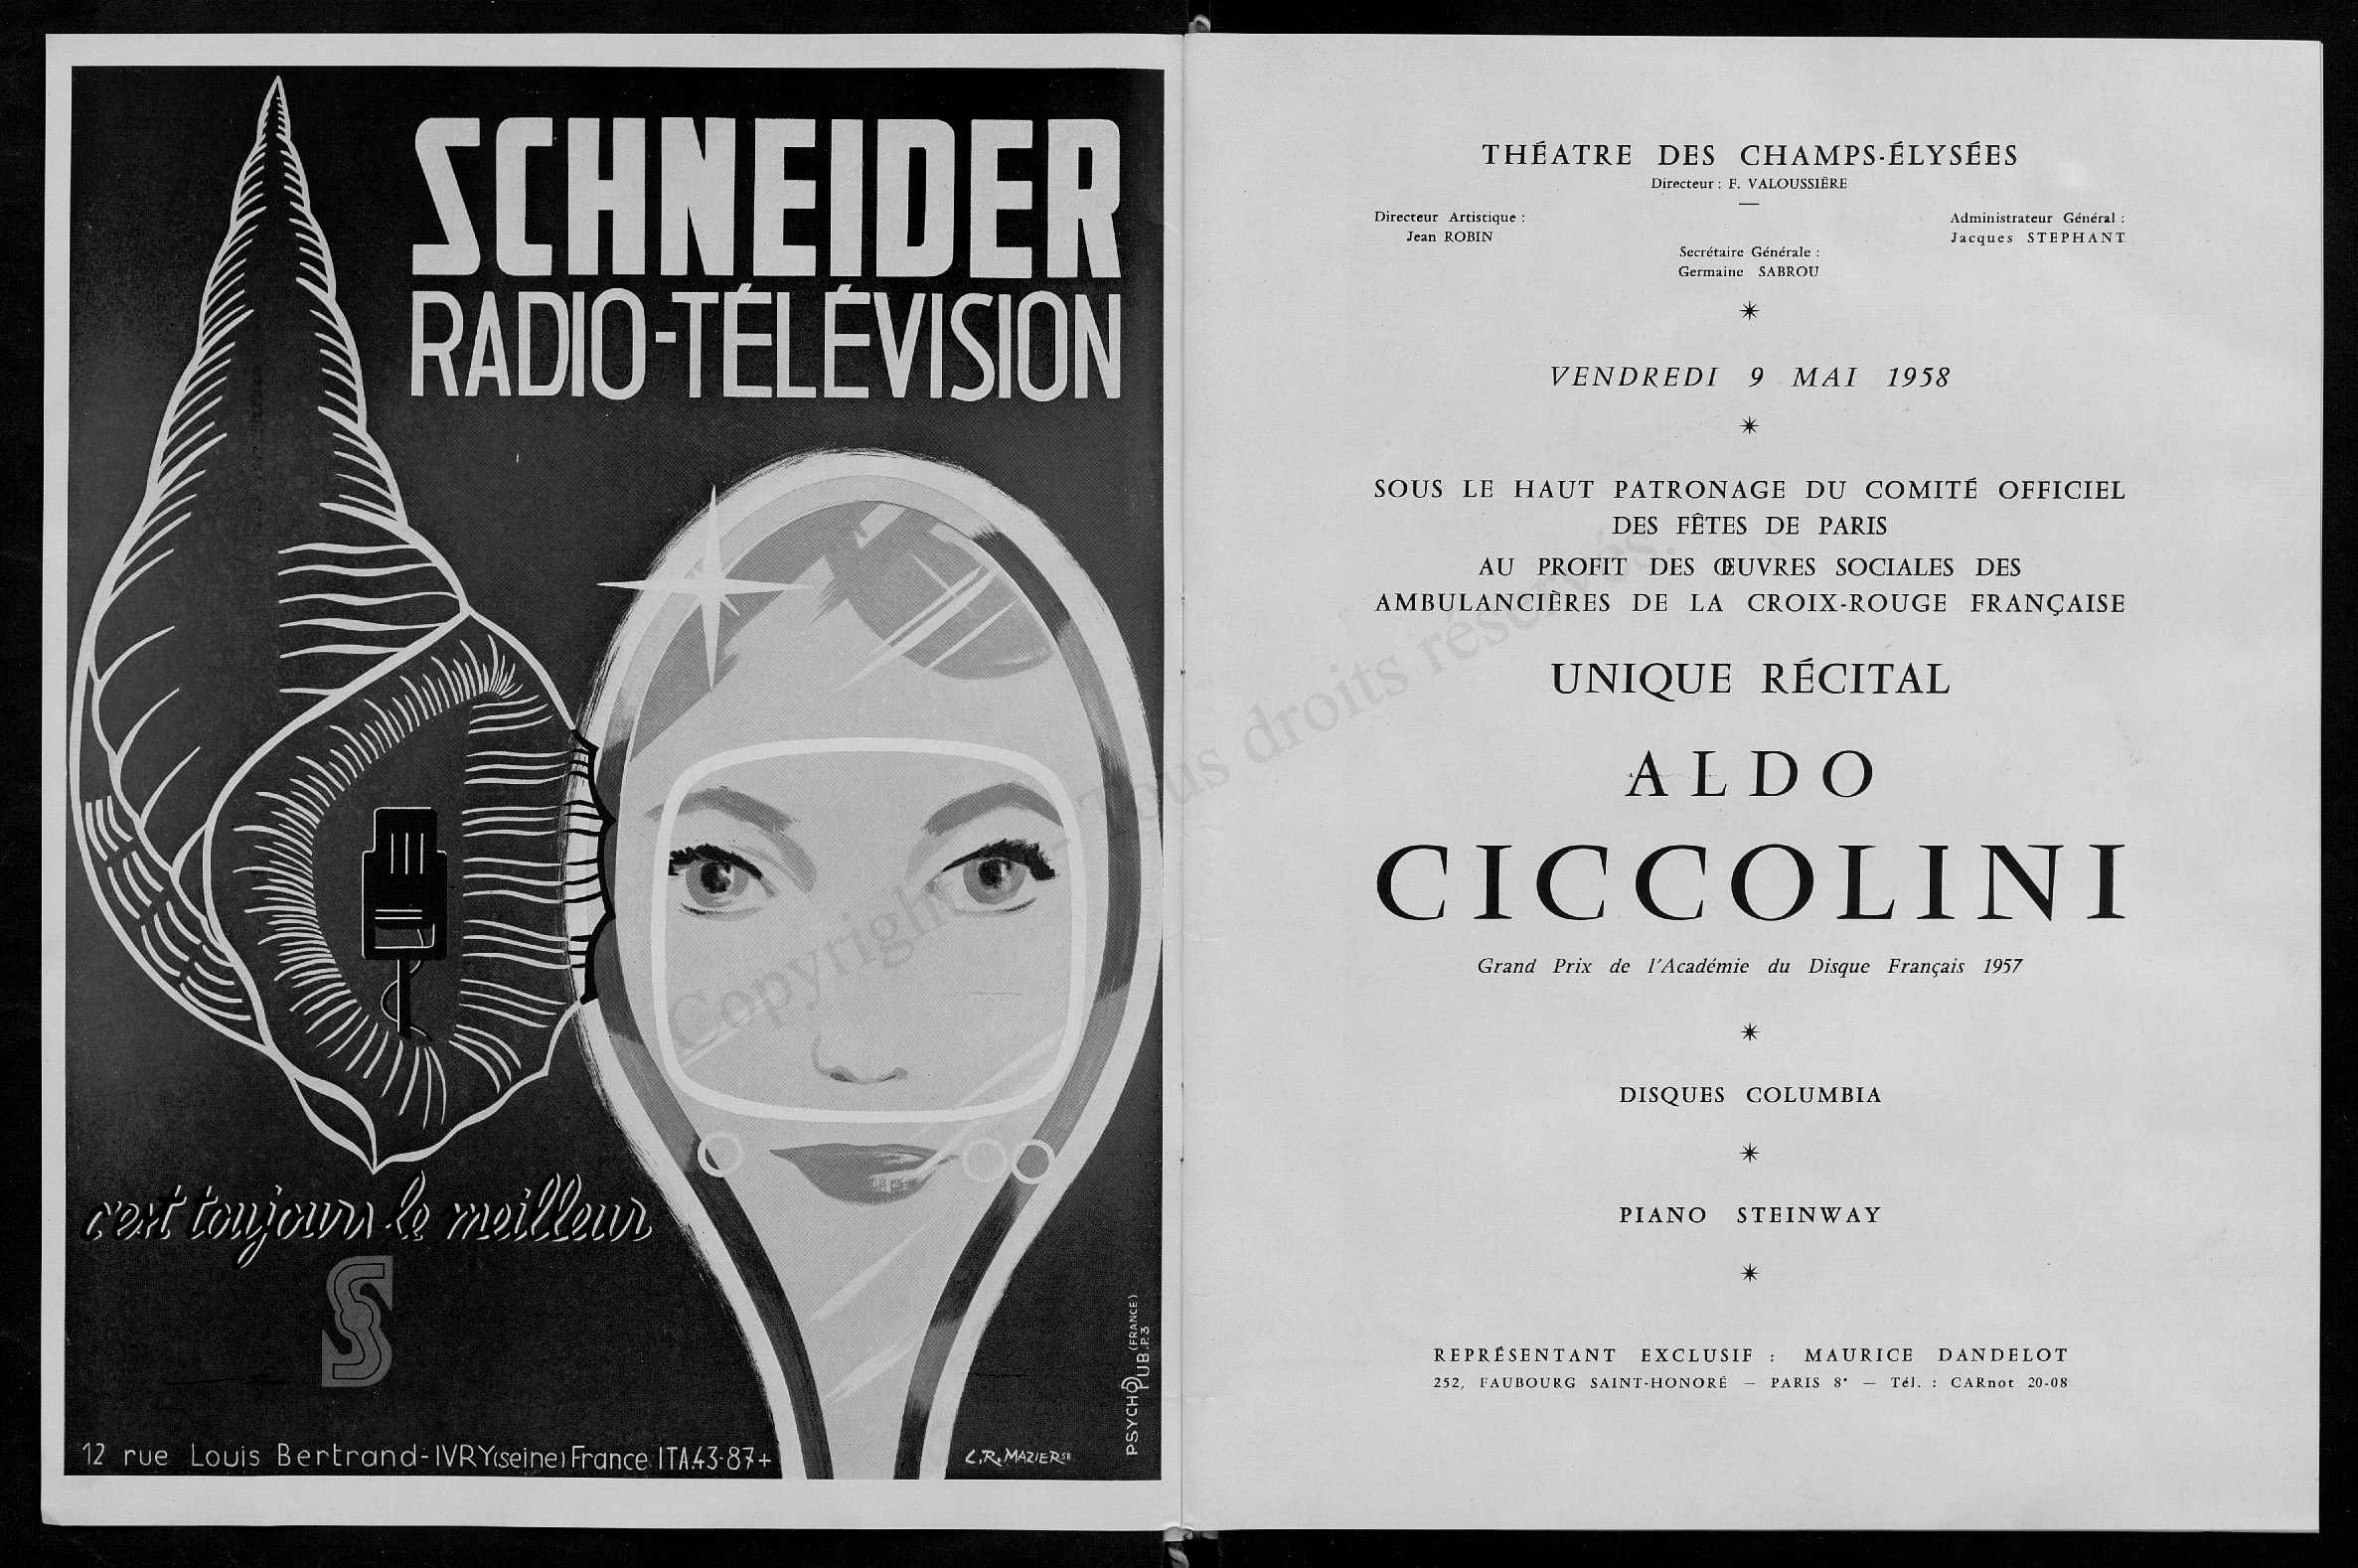 SCHNEIDER
RADIO-TÉLÉVISION
c'est toujours le meilleur
12 rue Louis Bertrand-IVRY(seine) France ITA.43-87+
L.R. MAZIER 58
PSYCHO PUB.P.3 (FRANCE)
THÉATRE DES CHAMPS-ÉLYSÉES
Directeur : F. VALOUSSIÈRE
Directeur Artistique :
Jean ROBIN
Administrateur Général :
Jacques STEPHANT
Secrétaire Générale :
Germaine SABROU
VENDREDI 9 MAI 1958
SOUS LE HAUT PATRONAGE DU COMITÉ OFFICIEL
DES FÊTES DE PARIS
AU PROFIT DES ŒUVRES SOCIALES DES
AMBULANCIÈRES DE LA CROIX-ROUGE FRANÇAISE
UNIQUE RÉCITAL
ALDO
CICCOLINI
Grand Prix de l'Académie du Disque Français 1957
DISQUES COLUMBIA
PIANO STEINWAY
REPRÉSENTANT EXCLUSIF : MAURICE DANDELOT
252, FAUBOURG SAINT-HONORÉ — PARIS 8e — Tél. : CARnot 20-08
Copyright - Tous droits réservés.